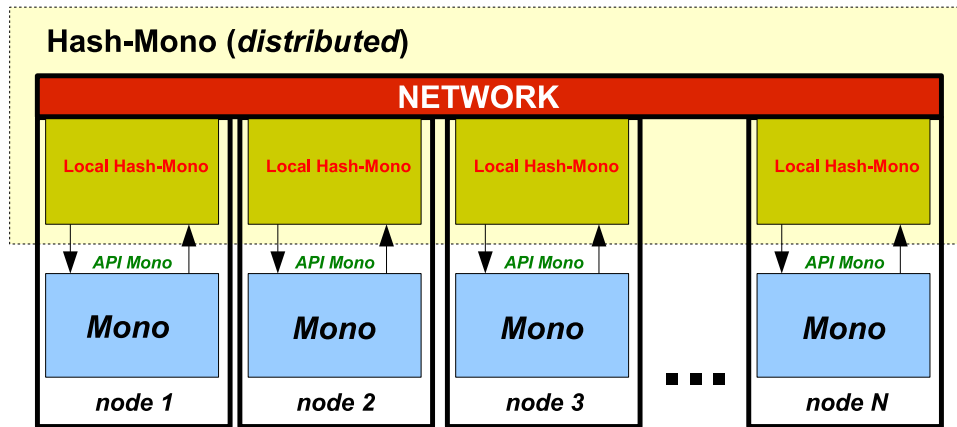 Hash-Mono (distributed)
NETWORK
Local Hash-Mono Local Hash-Mono Local Hash-Mono Local Hash-Mono
API Mono API Mono API Mono API Mono
Mono Mono Mono Mono
...
node 1 node 2 node 3 node N